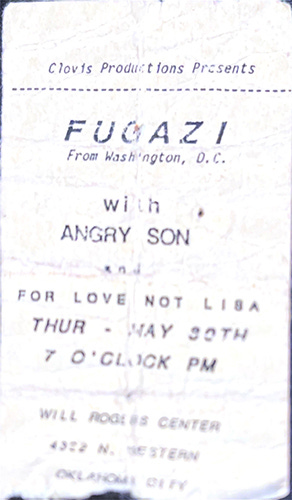 Clovis Productions Presents
FUGAZI
From Washington, D.C.
with
ANGRY SON
and
FOR LOVE NOT LISA
THUR - MAY 30TH
7 O'CLOCK PM
WILL ROGERS CENTER
4322 N. WESTERN
OKLAHOMA CITY